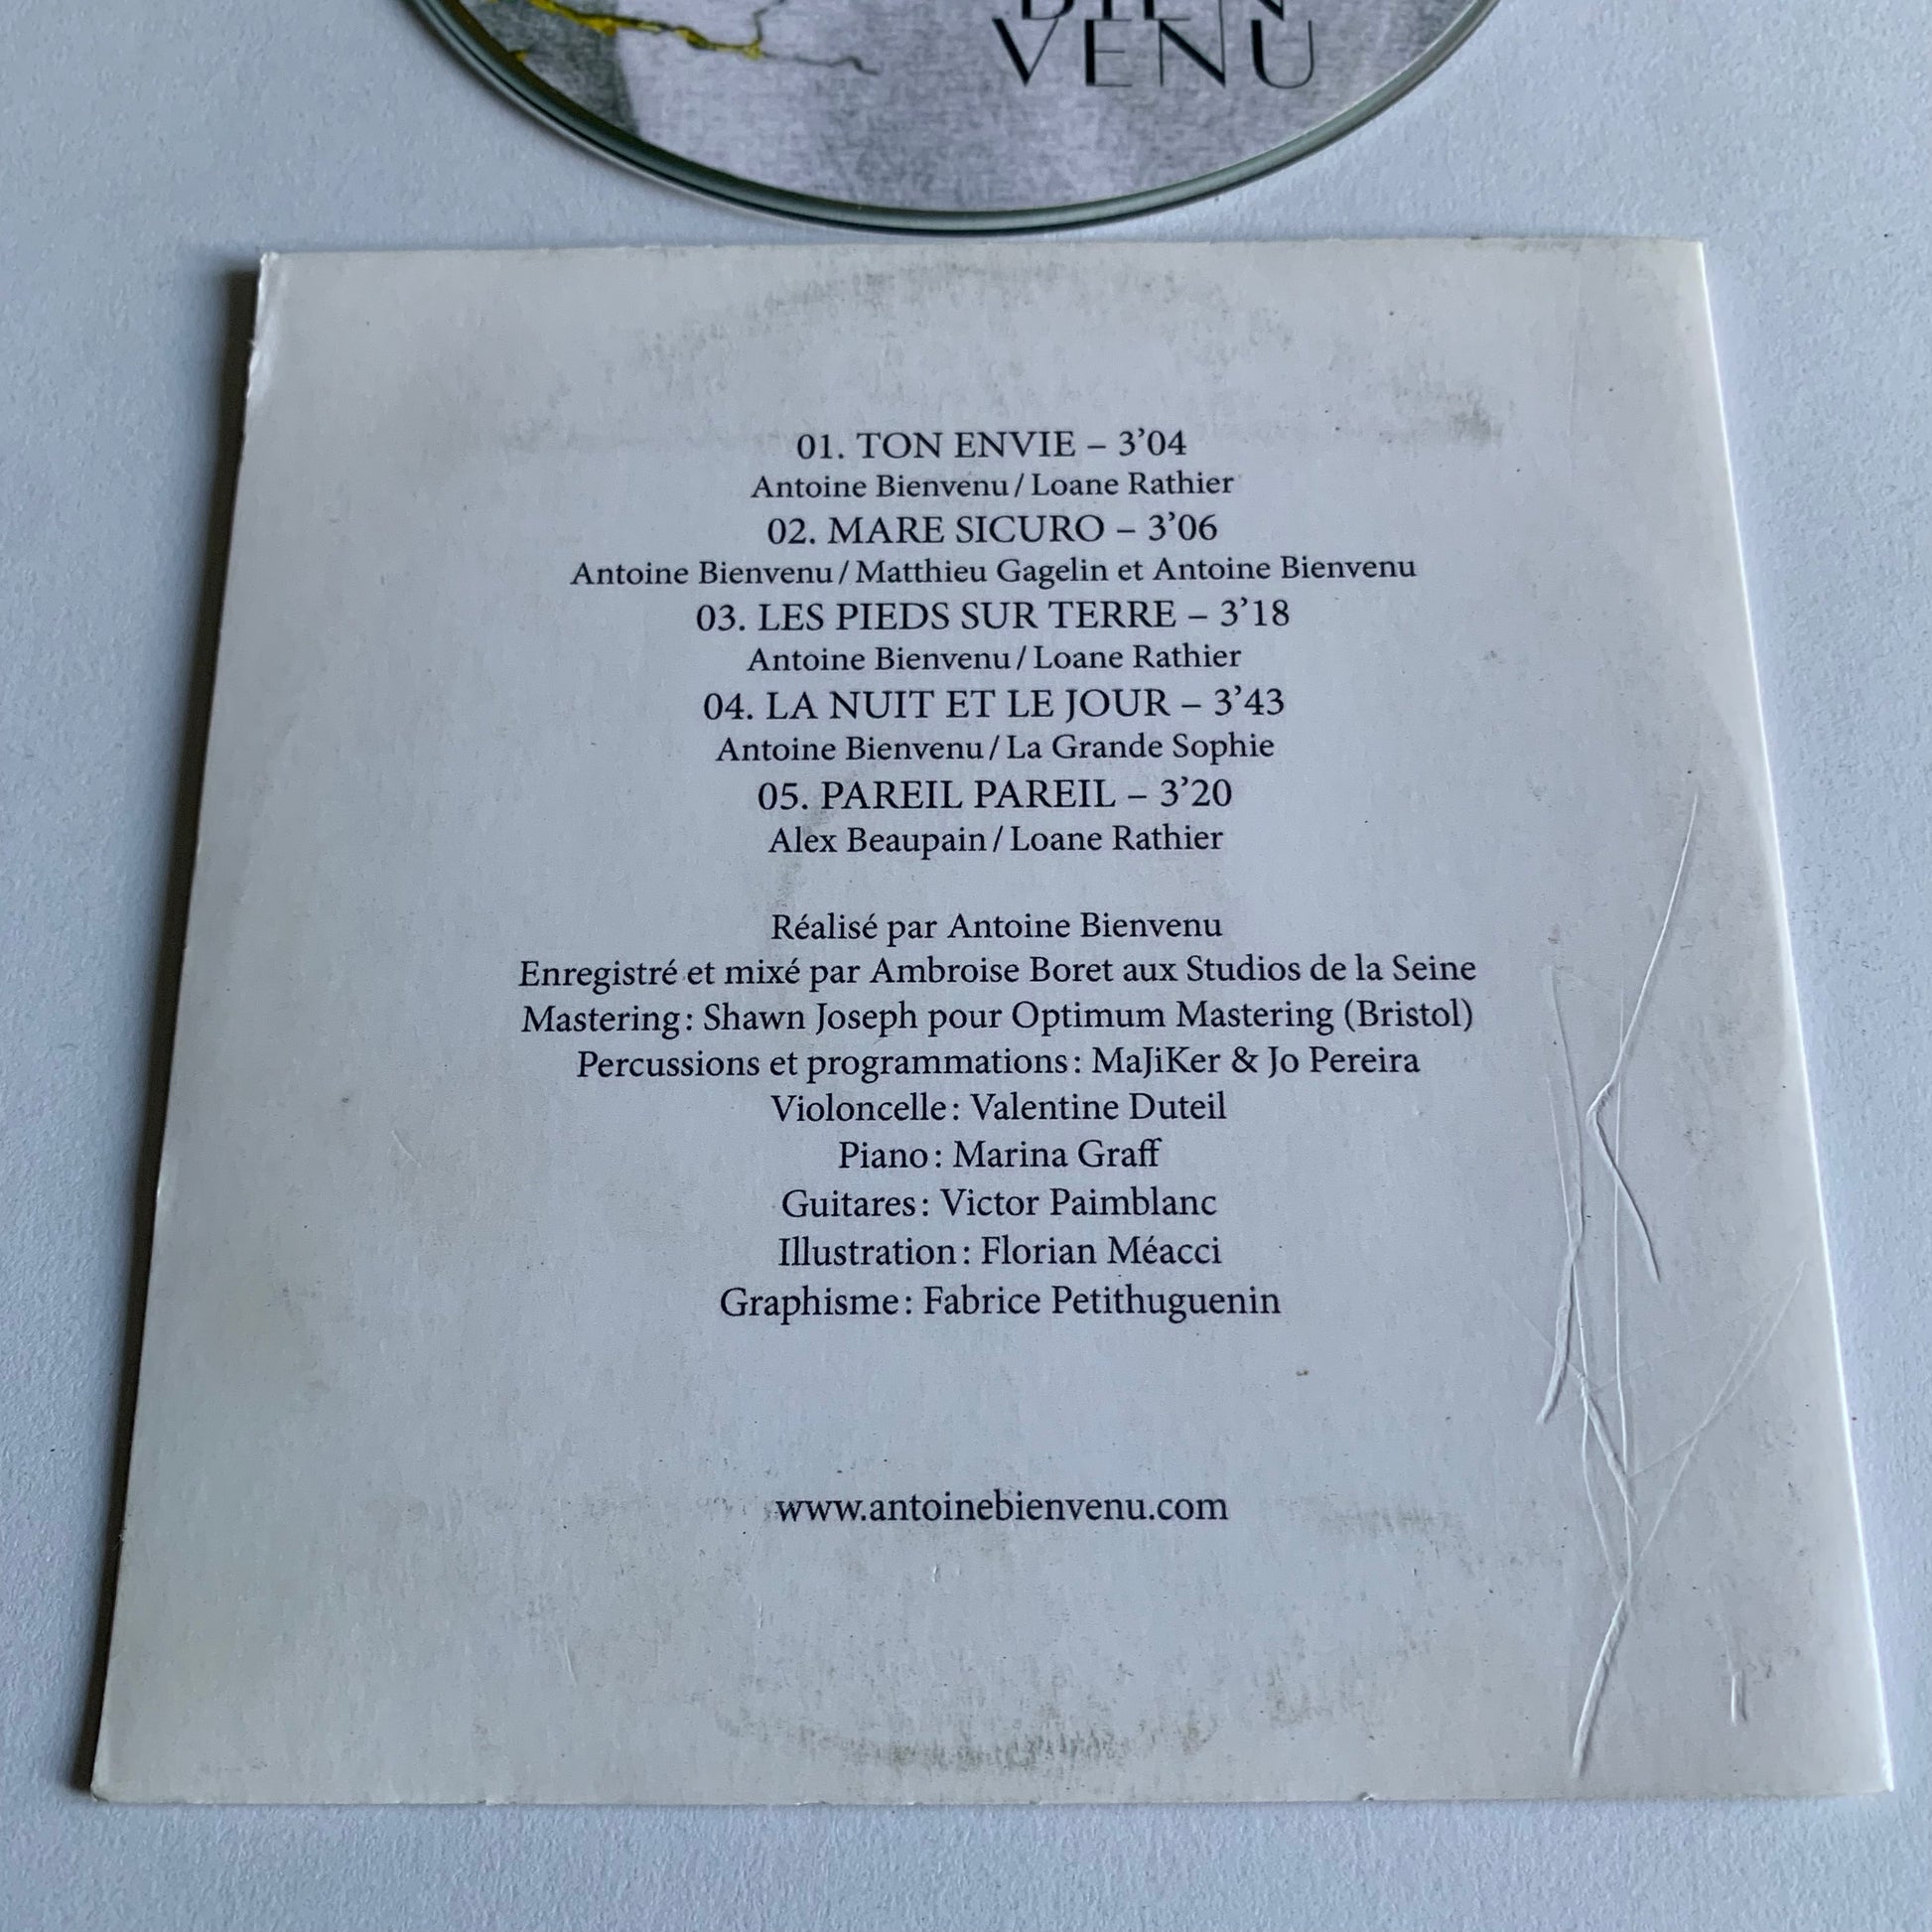 BIEN
VENU
01. TON ENVIE – 3’04
Antoine Bienvenu / Loane Rathier
02. MARE SICURO – 3’06
Antoine Bienvenu / Matthieu Gagelin et Antoine Bienvenu
03. LES PIEDS SUR TERRE – 3’18
Antoine Bienvenu / Loane Rathier
04. LA NUIT ET LE JOUR – 3’43
Antoine Bienvenu / La Grande Sophie
05. PAREIL PAREIL – 3’20
Alex Beaupain / Loane Rathier
Réalisé par Antoine Bienvenu
Enregistré et mixé par Ambroise Boret aux Studios de la Seine
Mastering : Shawn Joseph pour Optimum Mastering (Bristol)
Percussions et programmations : MaJiKer & Jo Pereira
Violoncelle : Valentine Duteil
Piano : Marina Graff
Guitares : Victor Paimblanc
Illustration : Florian Méacci
Graphisme : Fabrice Petithuguenin
www.antoinebienvenu.com